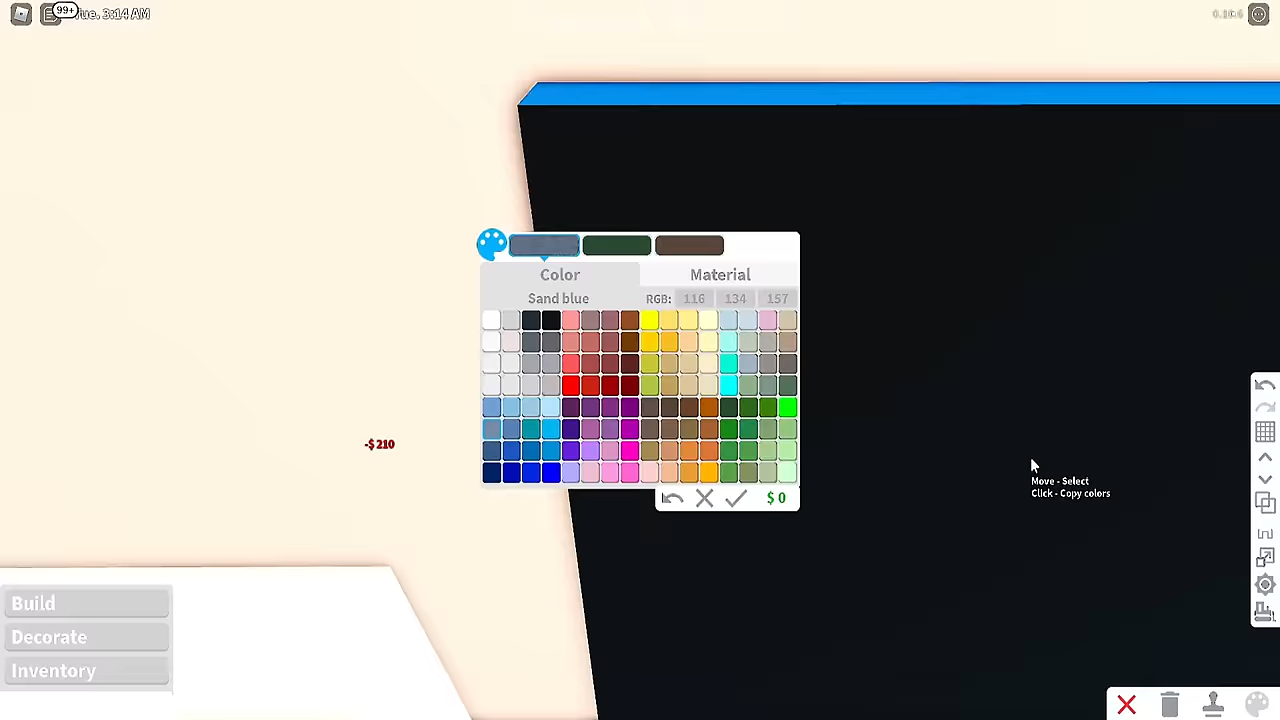 99+
ue. 3:14 AM
Color
Material
Sand blue
RGB: 116 134 157
-$210
Move - Select
Click - Copy colors
$ 0
Build
Decorate
Inventory